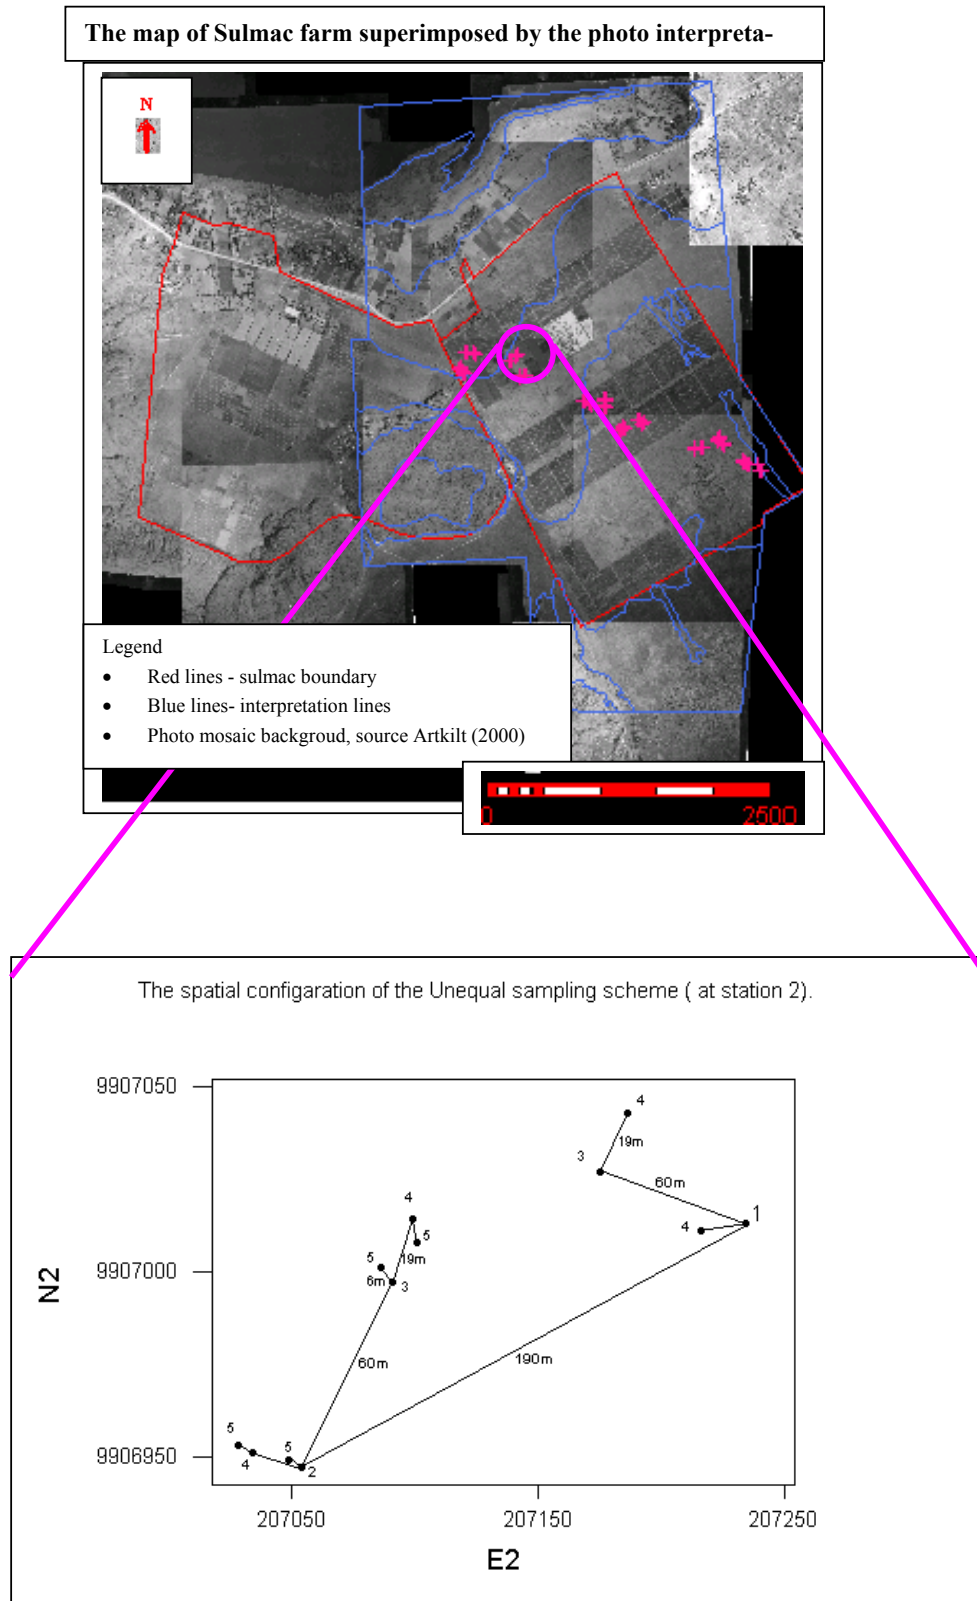 The map of Sulmac farm superimposed by the photo interpreta-
N
Legend
• Red lines - sulmac boundary
• Blue lines- interpretation lines
• Photo mosaic backgroud, source Artkilt (2000)
0 2500
The spatial configaration of the Unequal sampling scheme ( at station 2).
9907050
4
19m
3
60m
4
1
4
5
9907000
5
19m
6m
3
N2
60m
190m
5
5
9906950
4
2
207050 207150 207250
E2